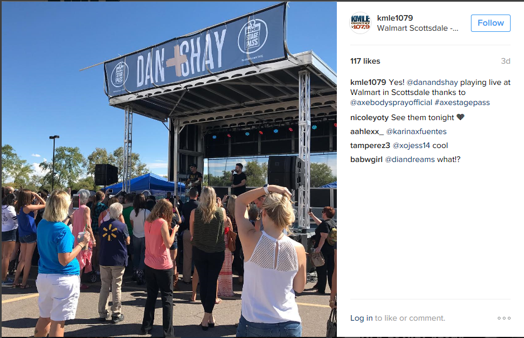 DAN + SHAY
KMLE
107.9
kmle1079
Walmart Scottsdale -...
Follow
117 likes
3d
kmle1079 Yes! @danandshay playing live at
Walmart in Scottsdale thanks to
@axebodysprayofficial #axestagepass
nicoleyoty See them tonight 🖤
aahlexx_ @karinaxfuentes
tamperez3 @xojess14 cool
babwgirl @diandreams what!?
Log in to like or comment.